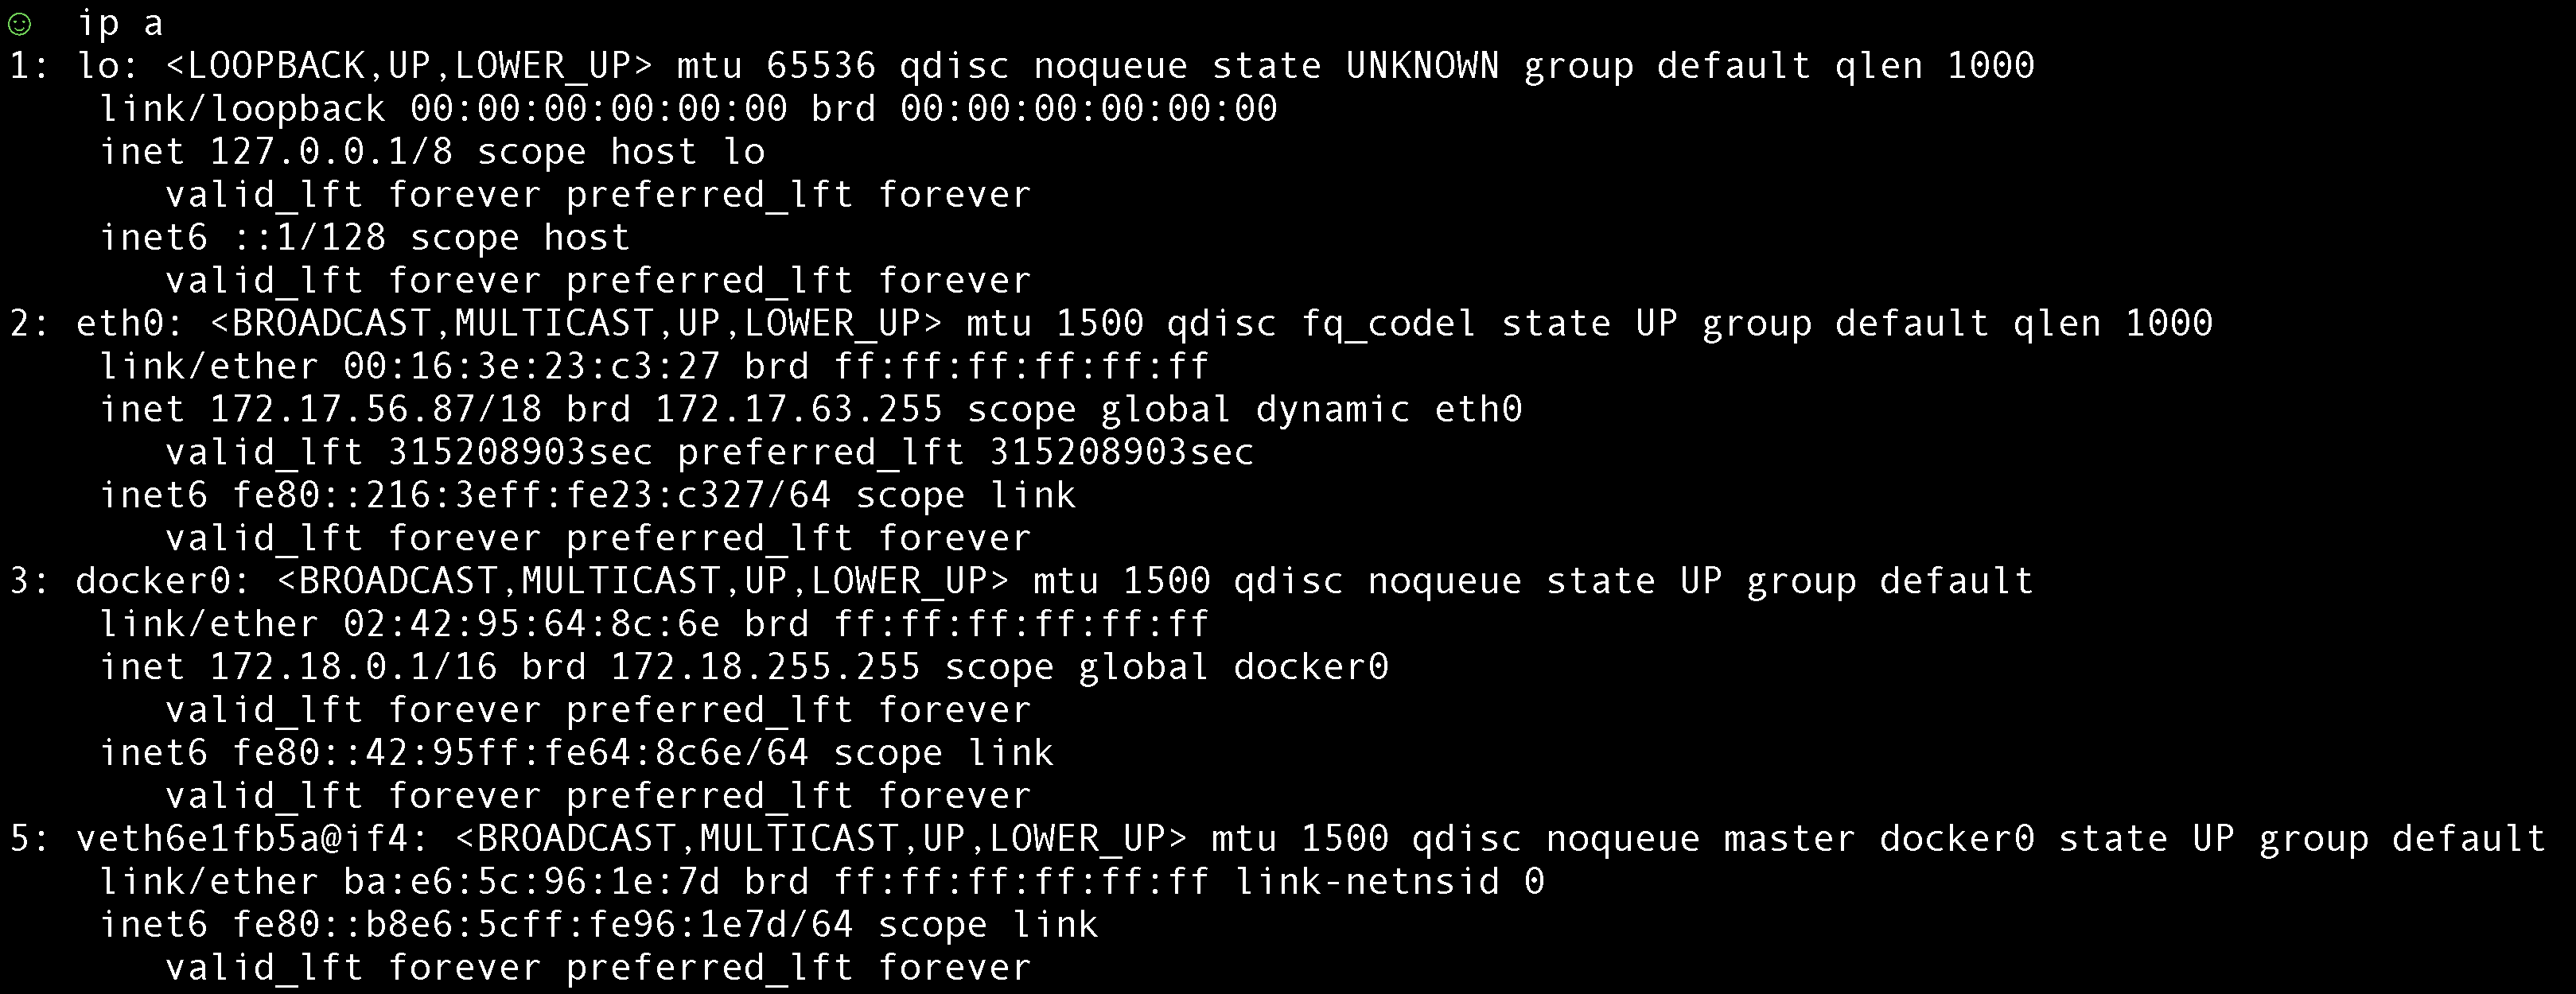 ☺ ip a
1: lo: <LOOPBACK,UP,LOWER_UP> mtu 65536 qdisc noqueue state UNKNOWN group default qlen 1000
    link/loopback 00:00:00:00:00:00 brd 00:00:00:00:00:00
    inet 127.0.0.1/8 scope host lo
       valid_lft forever preferred_lft forever
    inet6 ::1/128 scope host
       valid_lft forever preferred_lft forever
2: eth0: <BROADCAST,MULTICAST,UP,LOWER_UP> mtu 1500 qdisc fq_codel state UP group default qlen 1000
    link/ether 00:16:3e:23:c3:27 brd ff:ff:ff:ff:ff:ff
    inet 172.17.56.87/18 brd 172.17.63.255 scope global dynamic eth0
       valid_lft 315208903sec preferred_lft 315208903sec
    inet6 fe80::216:3eff:fe23:c327/64 scope link
       valid_lft forever preferred_lft forever
3: docker0: <BROADCAST,MULTICAST,UP,LOWER_UP> mtu 1500 qdisc noqueue state UP group default
    link/ether 02:42:95:64:8c:6e brd ff:ff:ff:ff:ff:ff
    inet 172.18.0.1/16 brd 172.18.255.255 scope global docker0
       valid_lft forever preferred_lft forever
    inet6 fe80::42:95ff:fe64:8c6e/64 scope link
       valid_lft forever preferred_lft forever
5: veth6e1fb5a@if4: <BROADCAST,MULTICAST,UP,LOWER_UP> mtu 1500 qdisc noqueue master docker0 state UP group default
    link/ether ba:e6:5c:96:1e:7d brd ff:ff:ff:ff:ff:ff link-netnsid 0
    inet6 fe80::b8e6:5cff:fe96:1e7d/64 scope link
       valid_lft forever preferred_lft forever